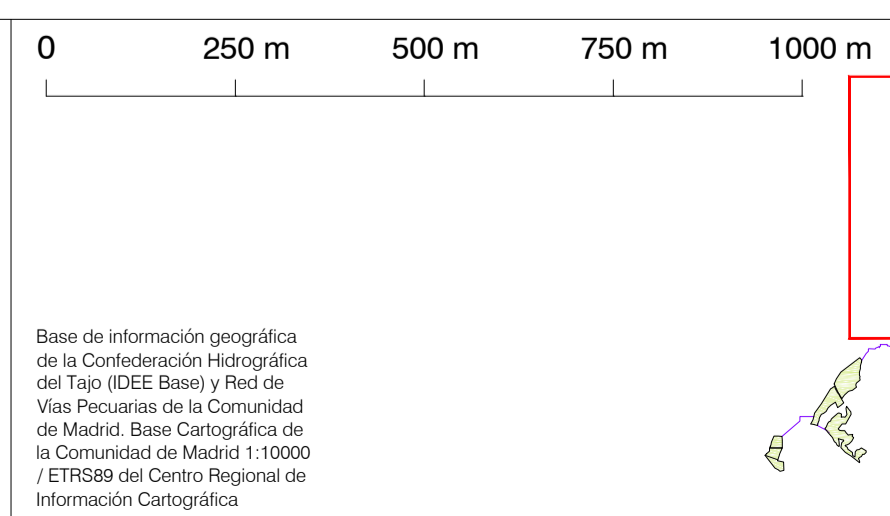 0 250 m 500 m 750 m 1000 m
Base de información geográfica
de la Confederación Hidrográfica
del Tajo (IDEE Base) y Red de
Vías Pecuarias de la Comunidad
de Madrid. Base Cartográfica de
la Comunidad de Madrid 1:10000
/ ETRS89 del Centro Regional de
Información Cartográfica